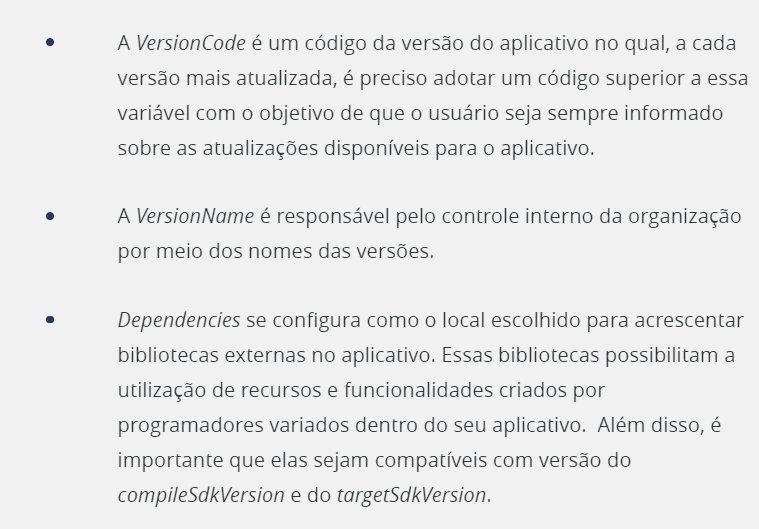 • A VersionCode é um código da versão do aplicativo no qual, a cada
versão mais atualizada, é preciso adotar um código superior a essa
variável com o objetivo de que o usuário seja sempre informado
sobre as atualizações disponíveis para o aplicativo.
• A VersionName é responsável pelo controle interno da organização
por meio dos nomes das versões.
• Dependencies se configura como o local escolhido para acrescentar
bibliotecas externas no aplicativo. Essas bibliotecas possibilitam a
utilização de recursos e funcionalidades criados por
programadores variados dentro do seu aplicativo.  Além disso, é
importante que elas sejam compatíveis com versão do
compileSdkVersion e do targetSdkVersion.